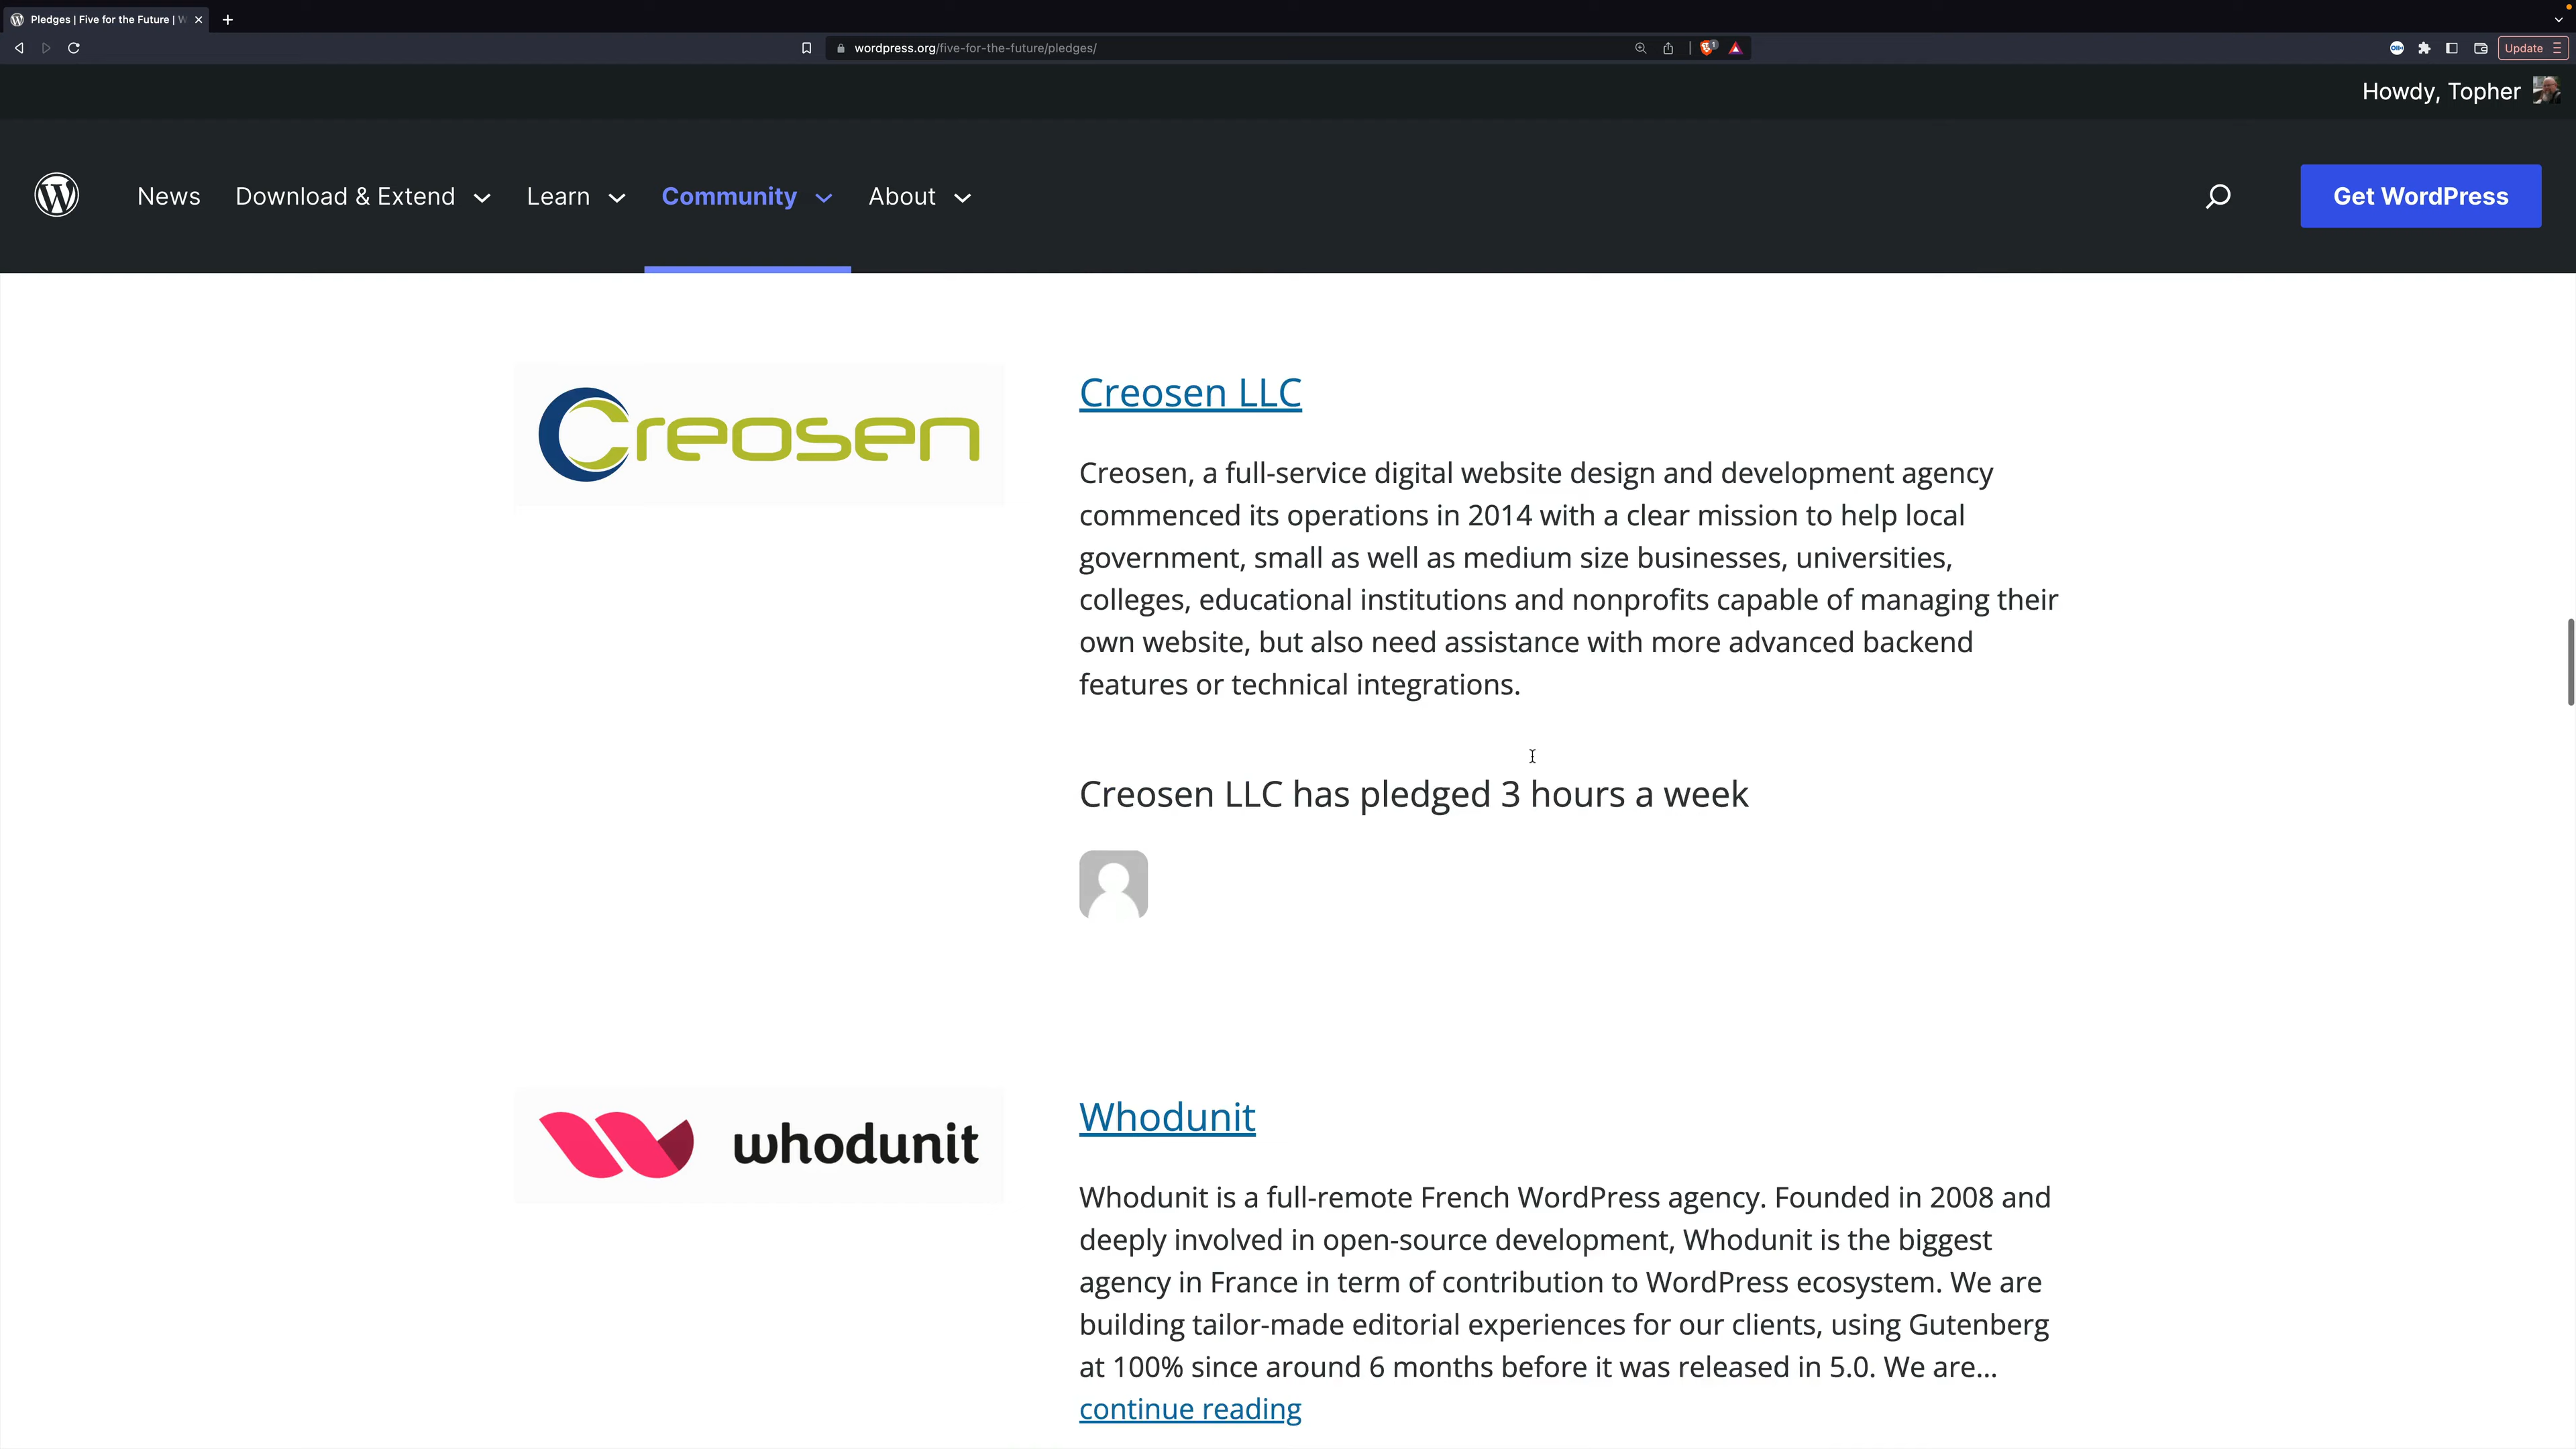 Pledges | Five for the Future | W
wordpress.org/five-for-the-future/pledges/
1
Update
Howdy, Topher
News
Download & Extend
Learn
Community
About
Get WordPress
Creosen
Creosen LLC
Creosen, a full-service digital website design and development agency
commenced its operations in 2014 with a clear mission to help local
government, small as well as medium size businesses, universities,
colleges, educational institutions and nonprofits capable of managing their
own website, but also need assistance with more advanced backend
features or technical integrations.
Creosen LLC has pledged 3 hours a week
whodunit
Whodunit
Whodunit is a full-remote French WordPress agency. Founded in 2008 and
deeply involved in open-source development, Whodunit is the biggest
agency in France in term of contribution to WordPress ecosystem. We are
building tailor-made editorial experiences for our clients, using Gutenberg
at 100% since around 6 months before it was released in 5.0. We are…
continue reading